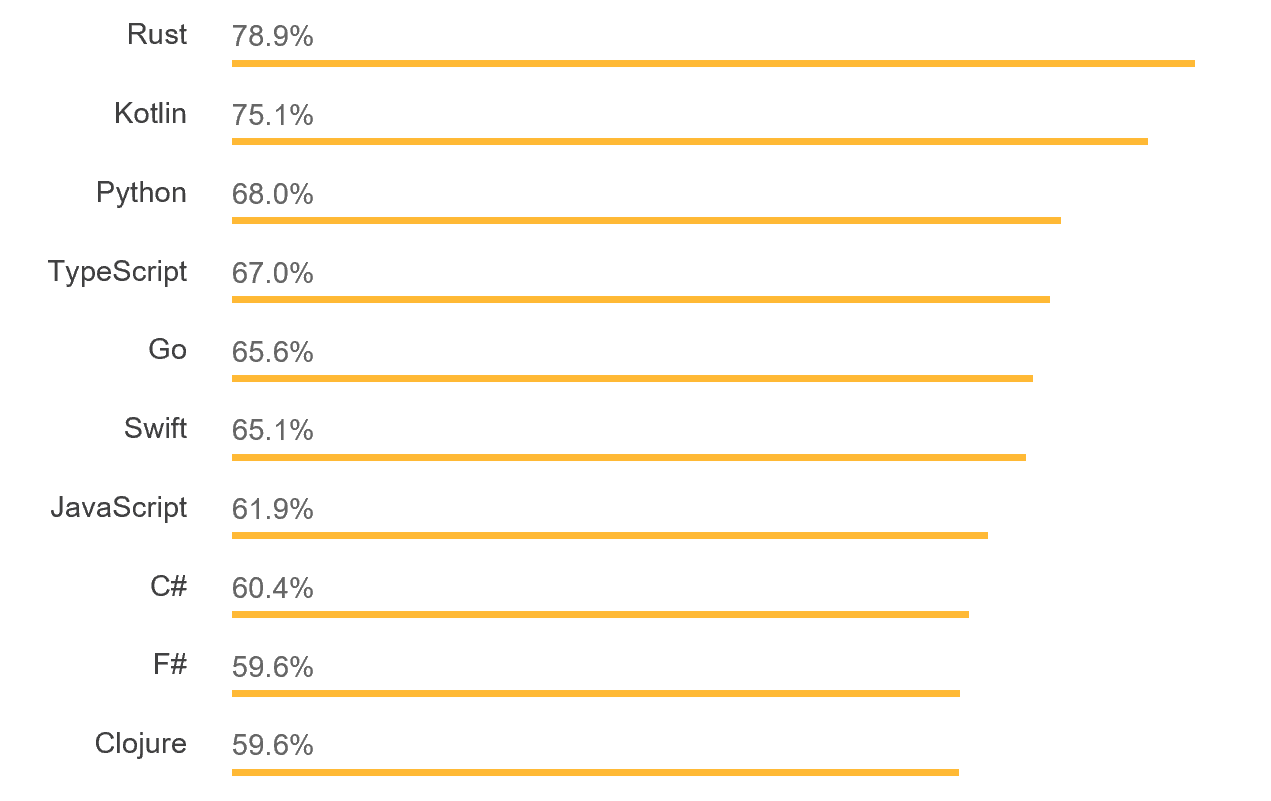 Rust 78.9%
Kotlin 75.1%
Python 68.0%
TypeScript 67.0%
Go 65.6%
Swift 65.1%
JavaScript 61.9%
C# 60.4%
F# 59.6%
Clojure 59.6%